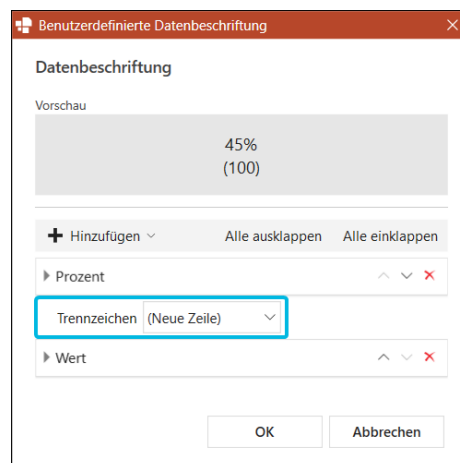 Benutzerdefinierte Datenbeschriftung
Datenbeschriftung
Vorschau
45%
(100)
Hinzufügen Alle ausklappen Alle einklappen
Prozent
Trennzeichen (Neue Zeile)
Wert
OK Abbrechen